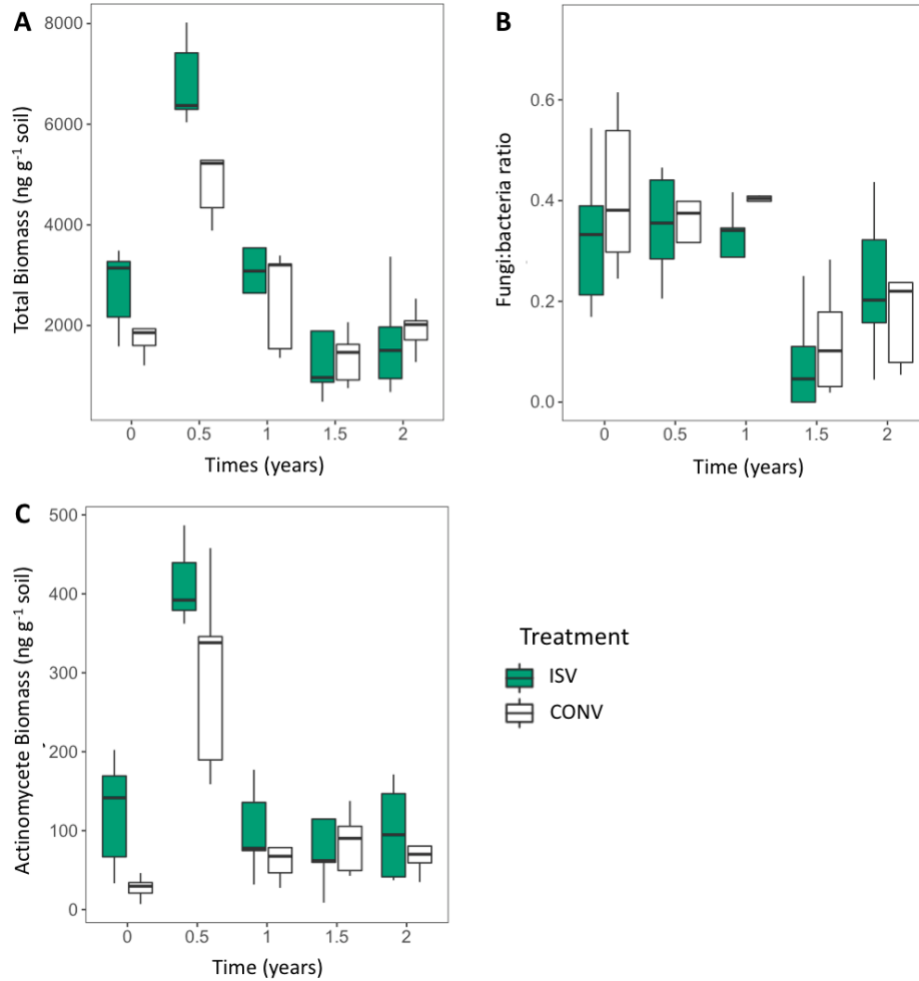 A
8000
6000
4000
2000
Total Biomass (ng g⁻¹ soil)
0 0.5 1 1.5 2
Times (years)
B
0.6
0.4
0.2
0.0
Fungi:bacteria ratio
0 0.5 1 1.5 2
Time (years)
C
500
400
300
200
100
0
Actinomycete Biomass (ng g⁻¹ soil)
0 0.5 1 1.5 2
Time (years)
Treatment
ISV
CONV